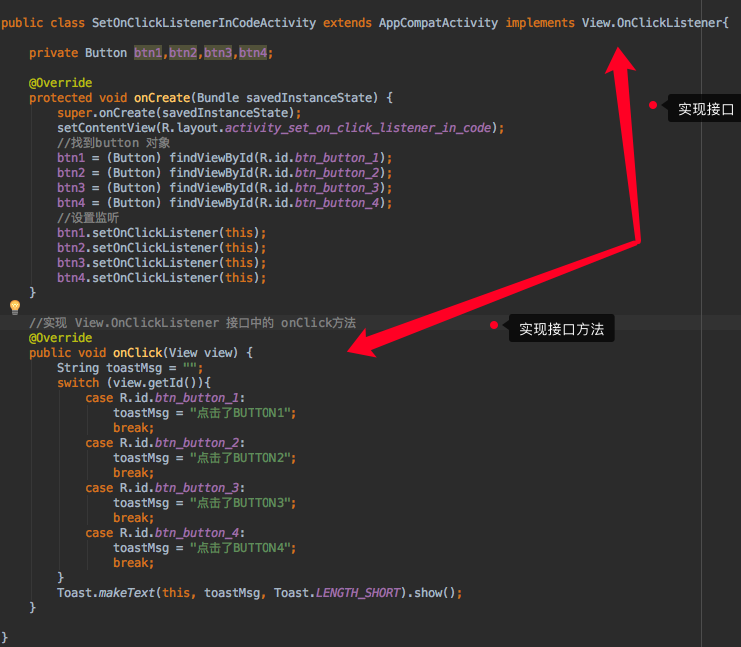 public class SetOnClickListenerInCodeActivity extends AppCompatActivity implements View.OnClickListener{
private Button btn1,btn2,btn3,btn4;
@Override
protected void onCreate(Bundle savedInstanceState) {
super.onCreate(savedInstanceState);
实现接口
setContentView(R.layout.activity_set_on_click_listener_in_code);
//找到button 对象
btn1 = (Button) findViewById(R.id.btn_button_1);
btn2 = (Button) findViewById(R.id.btn_button_2);
btn3 = (Button) findViewById(R.id.btn_button_3);
btn4 = (Button) findViewById(R.id.btn_button_4);
//设置监听
btn1.setOnClickListener(this);
btn2.setOnClickListener(this);
btn3.setOnClickListener(this);
btn4.setOnClickListener(this);
}
//实现 View.OnClickListener 接口中的 onClick方法
实现接口方法
@Override
public void onClick(View view) {
String toastMsg = "";
switch (view.getId()){
case R.id.btn_button_1:
toastMsg = "点击了BUTTON1";
break;
case R.id.btn_button_2:
toastMsg = "点击了BUTTON2";
break;
case R.id.btn_button_3:
toastMsg = "点击了BUTTON3";
break;
case R.id.btn_button_4:
toastMsg = "点击了BUTTON4";
break;
}
Toast.makeText(this, toastMsg, Toast.LENGTH_SHORT).show();
}
}